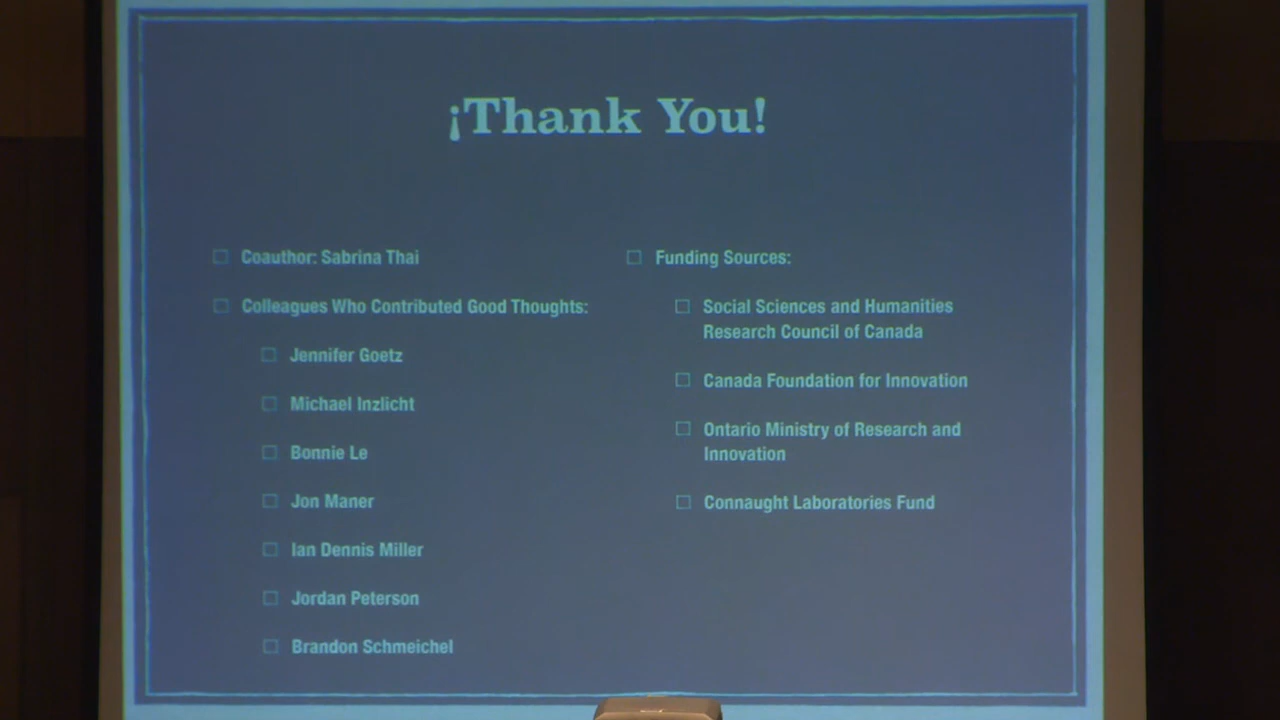 ¡Thank You!
Coauthor: Sabrina Thai
Colleagues Who Contributed Good Thoughts:
Jennifer Goetz
Michael Inzlicht
Bonnie Le
Jon Maner
Ian Dennis Miller
Jordan Peterson
Brandon Schmeichel
Funding Sources:
Social Sciences and Humanities
Research Council of Canada
Canada Foundation for Innovation
Ontario Ministry of Research and
Innovation
Connaught Laboratories Fund